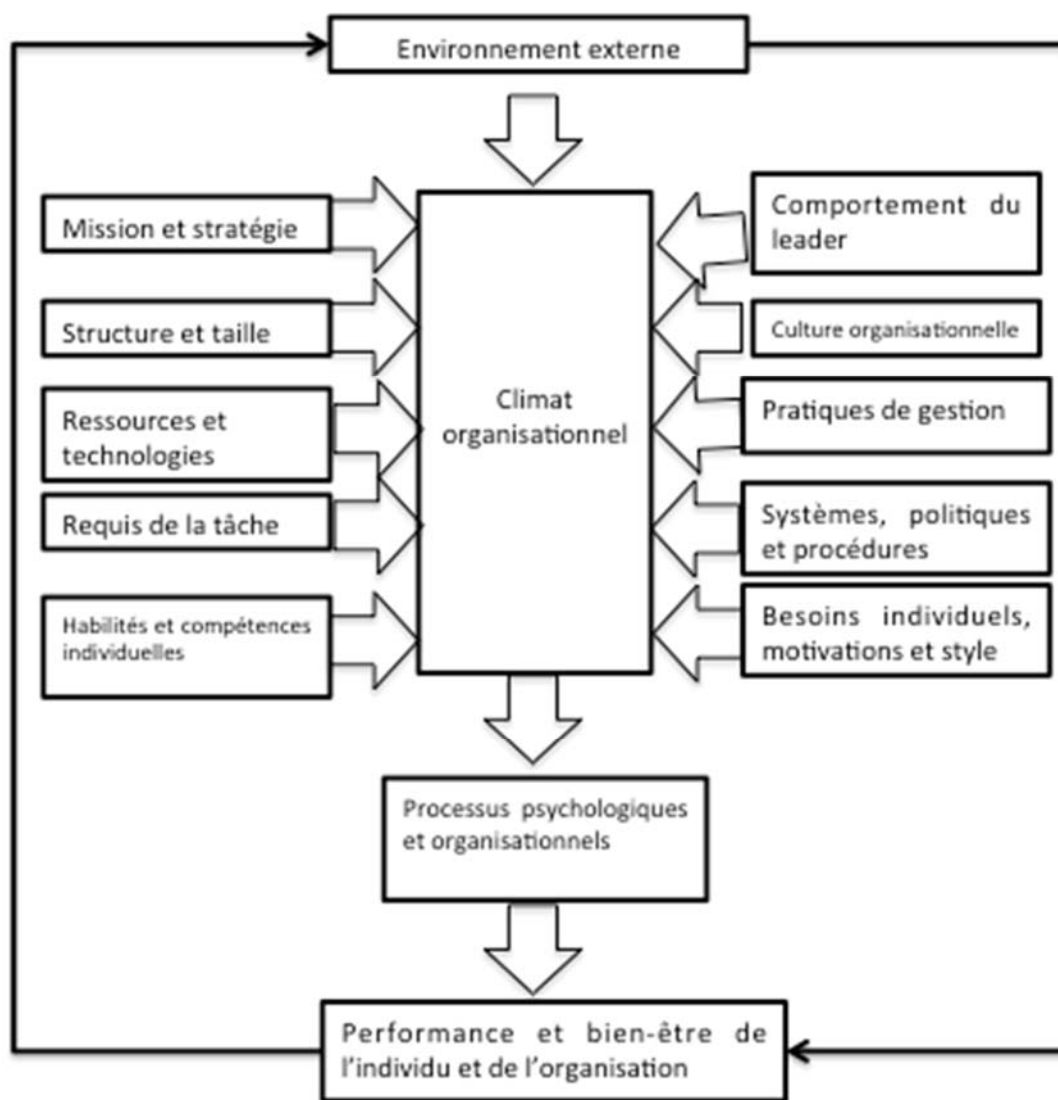 Environnement externe
Mission et stratégie
Structure et taille
Ressources et
technologies
Requis de la tâche
Habilités et compétences
individuelles
Climat
organisationnel
Comportement du
leader
Culture organisationnelle
Pratiques de gestion
Systèmes, politiques
et procédures
Besoins individuels,
motivations et style
Processus psychologiques
et organisationnels
Performance et bien-être de
l'individu et de l'organisation